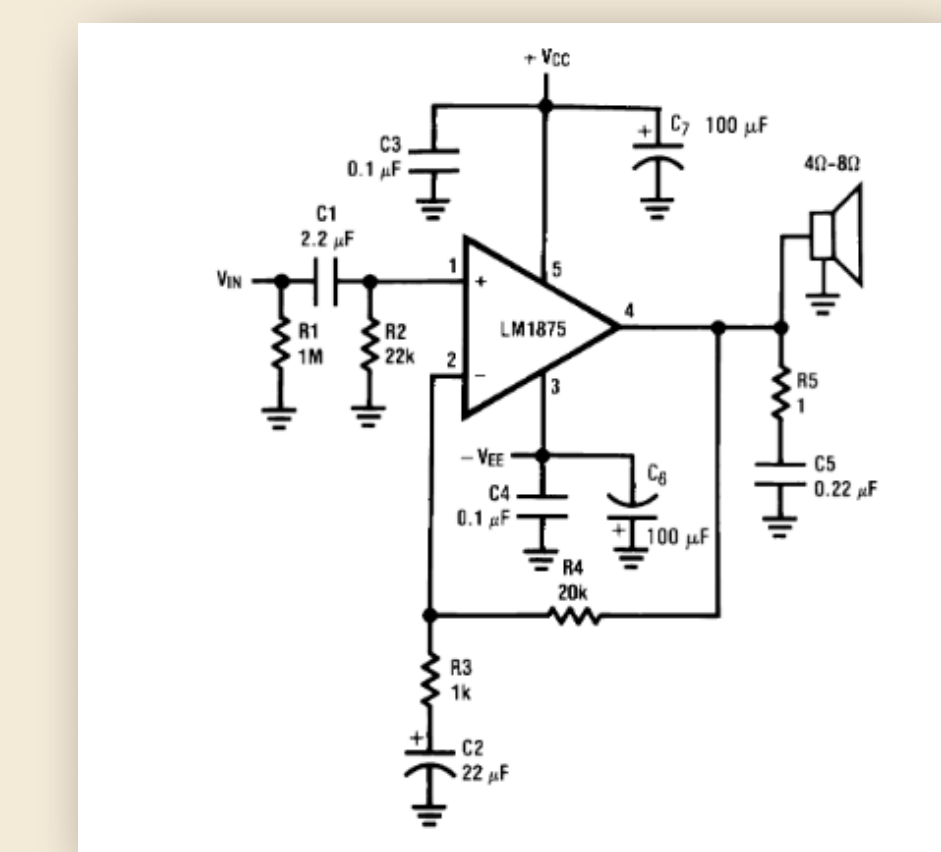 + VCC
C3
0.1 μF
+
C7 100 μF
4Ω-8Ω
C1
2.2 μF
VIN
1
+
5
R1
1M
R2
22k
LM1875
4
2
−
3
R5
1
− VEE
C4
0.1 μF
C6
+
100 μF
C5
0.22 μF
R4
20k
R3
1k
+
C2
22 μF